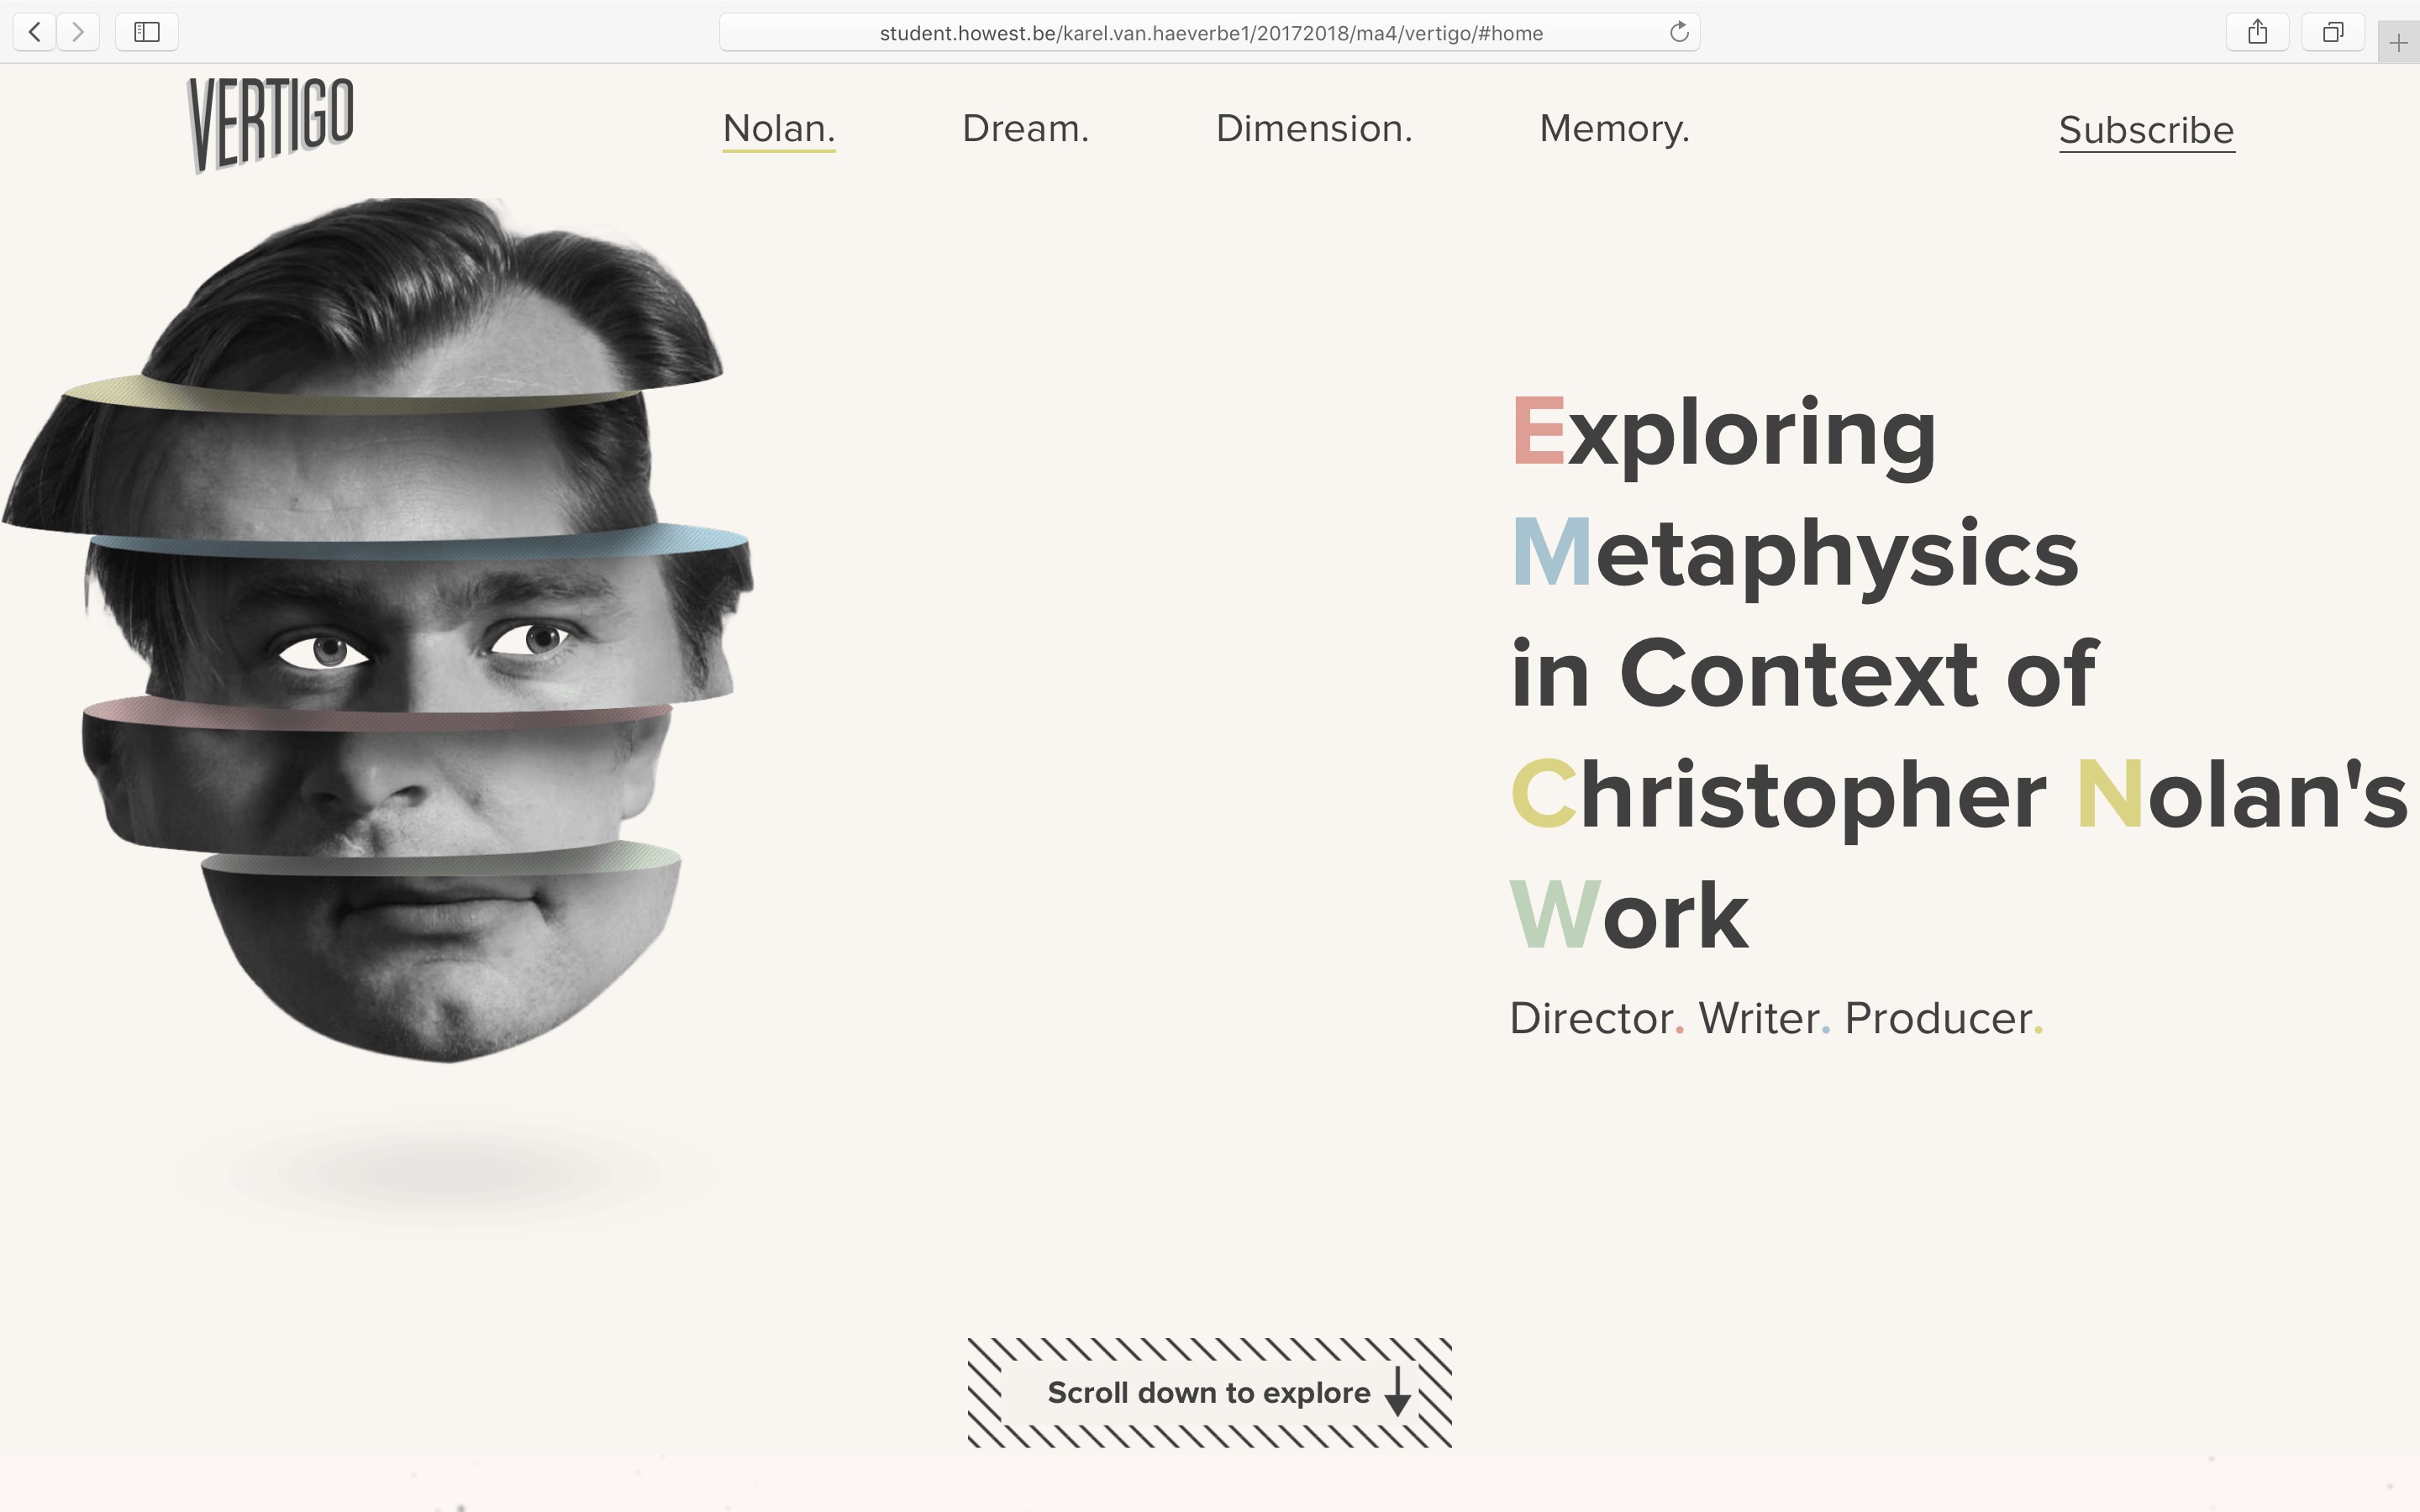 student.howest.be/karel.van.haeverbe1/20172018/ma4/vertigo/#home
VERTIGO
Nolan. Dream. Dimension. Memory. Subscribe
Exploring
Metaphysics
in Context of
Christopher Nolan's
Work
Director. Writer. Producer.
Scroll down to explore